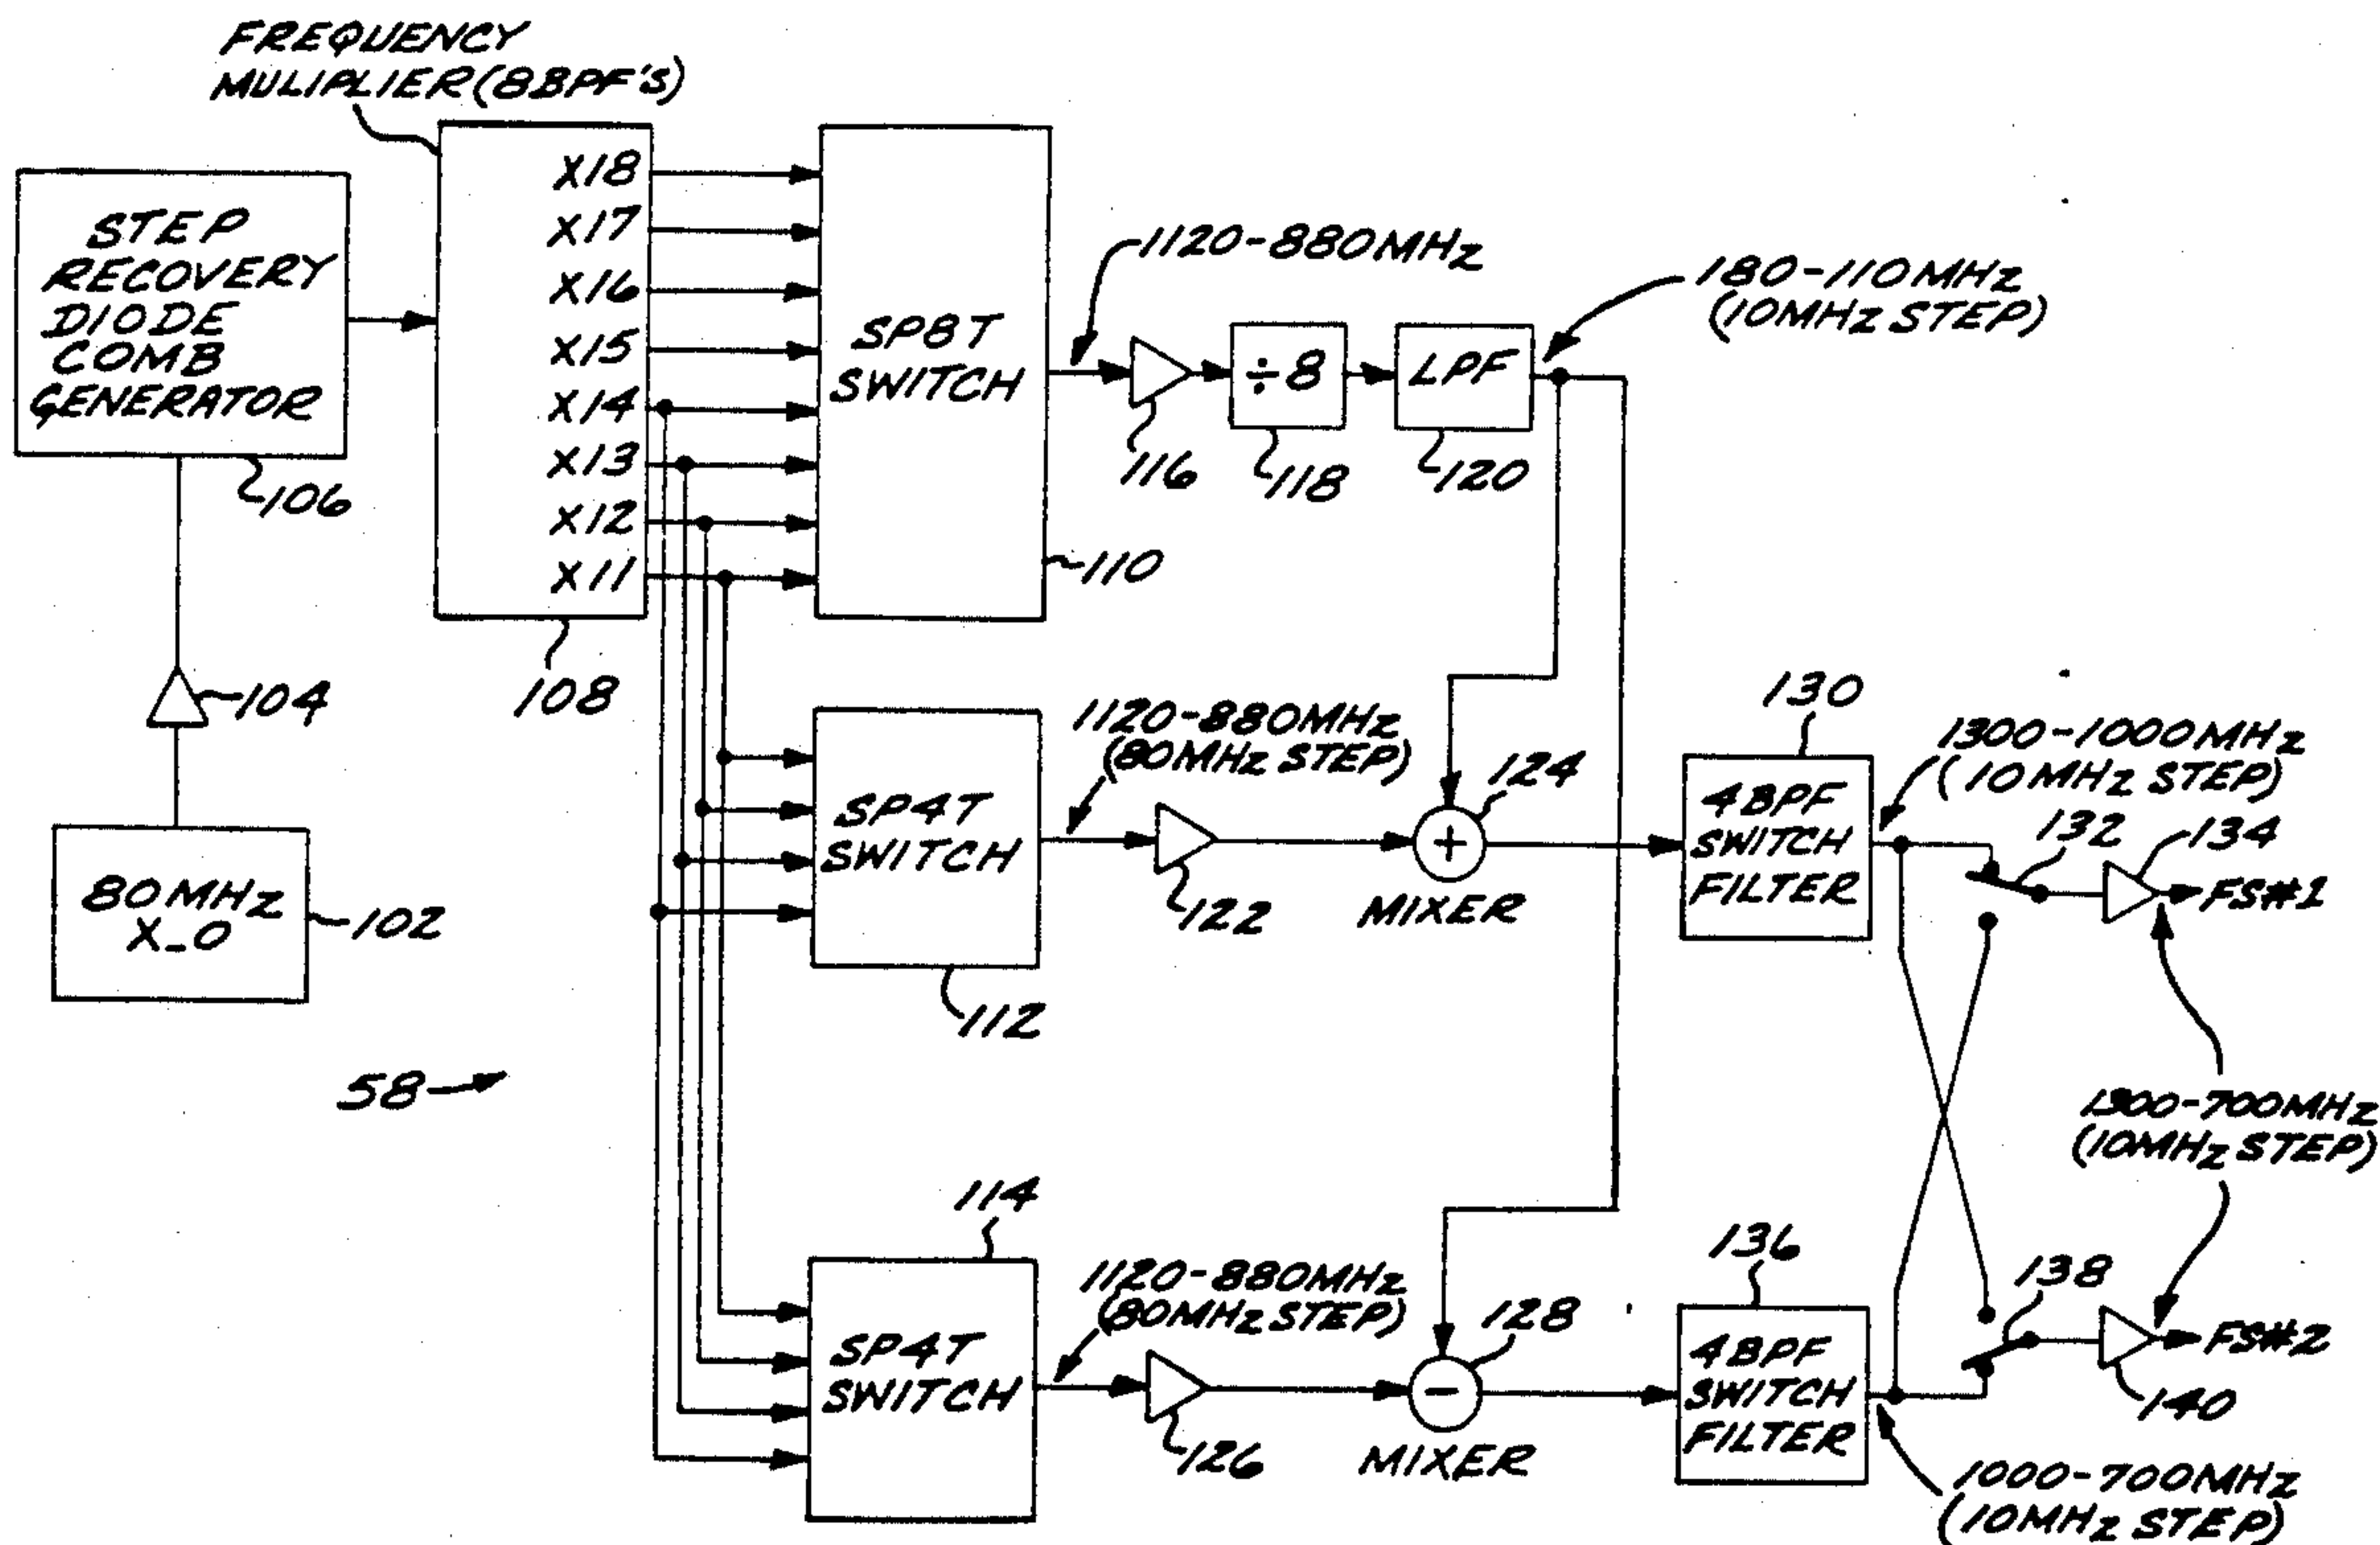 FREQUENCY
MULIPLIER (8BPF'S)
STEP
RECOVERY
DIODE
COMB
GENERATOR
106
104
80MHz
X_O
102
X18
X17
X16
X15
X14
X13
X12
X11
108
SP8T
SWITCH
110
1120-880MHz
116
÷8
118
LPF
120
180-110MHz
(10MHz STEP)
SP4T
SWITCH
112
1120-880MHz
(80MHz STEP)
122
124
+
MIXER
130
4BPF
SWITCH
FILTER
1300-1000MHz
(10MHz STEP)
132
134
FS#1
58
1300-700MHz
(10MHz STEP)
114
SP4T
SWITCH
1120-880MHz
(80MHz STEP)
126
128
-
MIXER
136
4BPF
SWITCH
FILTER
138
FS#2
140
1000-700MHz
(10MHz STEP)